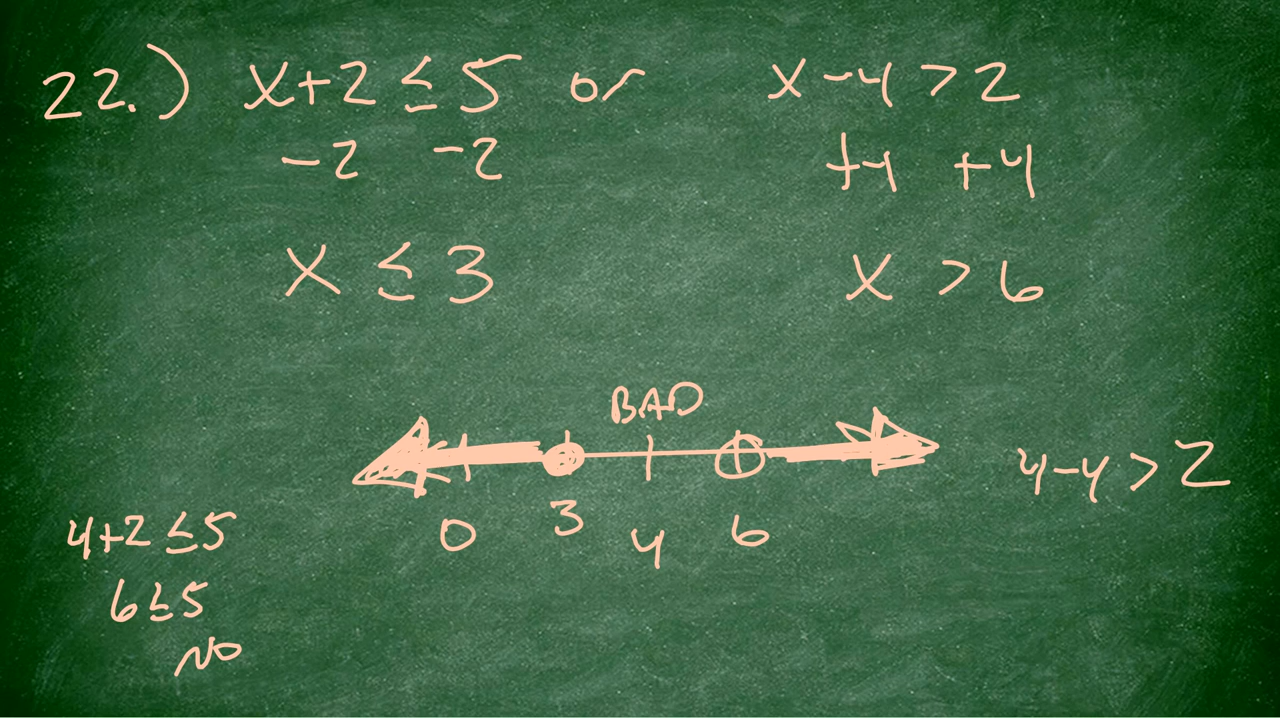 22.) x+2 ≤ 5 or x-4 > 2
-2 -2 +4 +4
x ≤ 3 x > 6
BAD
0 3 4 6
4-4 > 2
4+2 ≤ 5
6 ≤ 5
NO